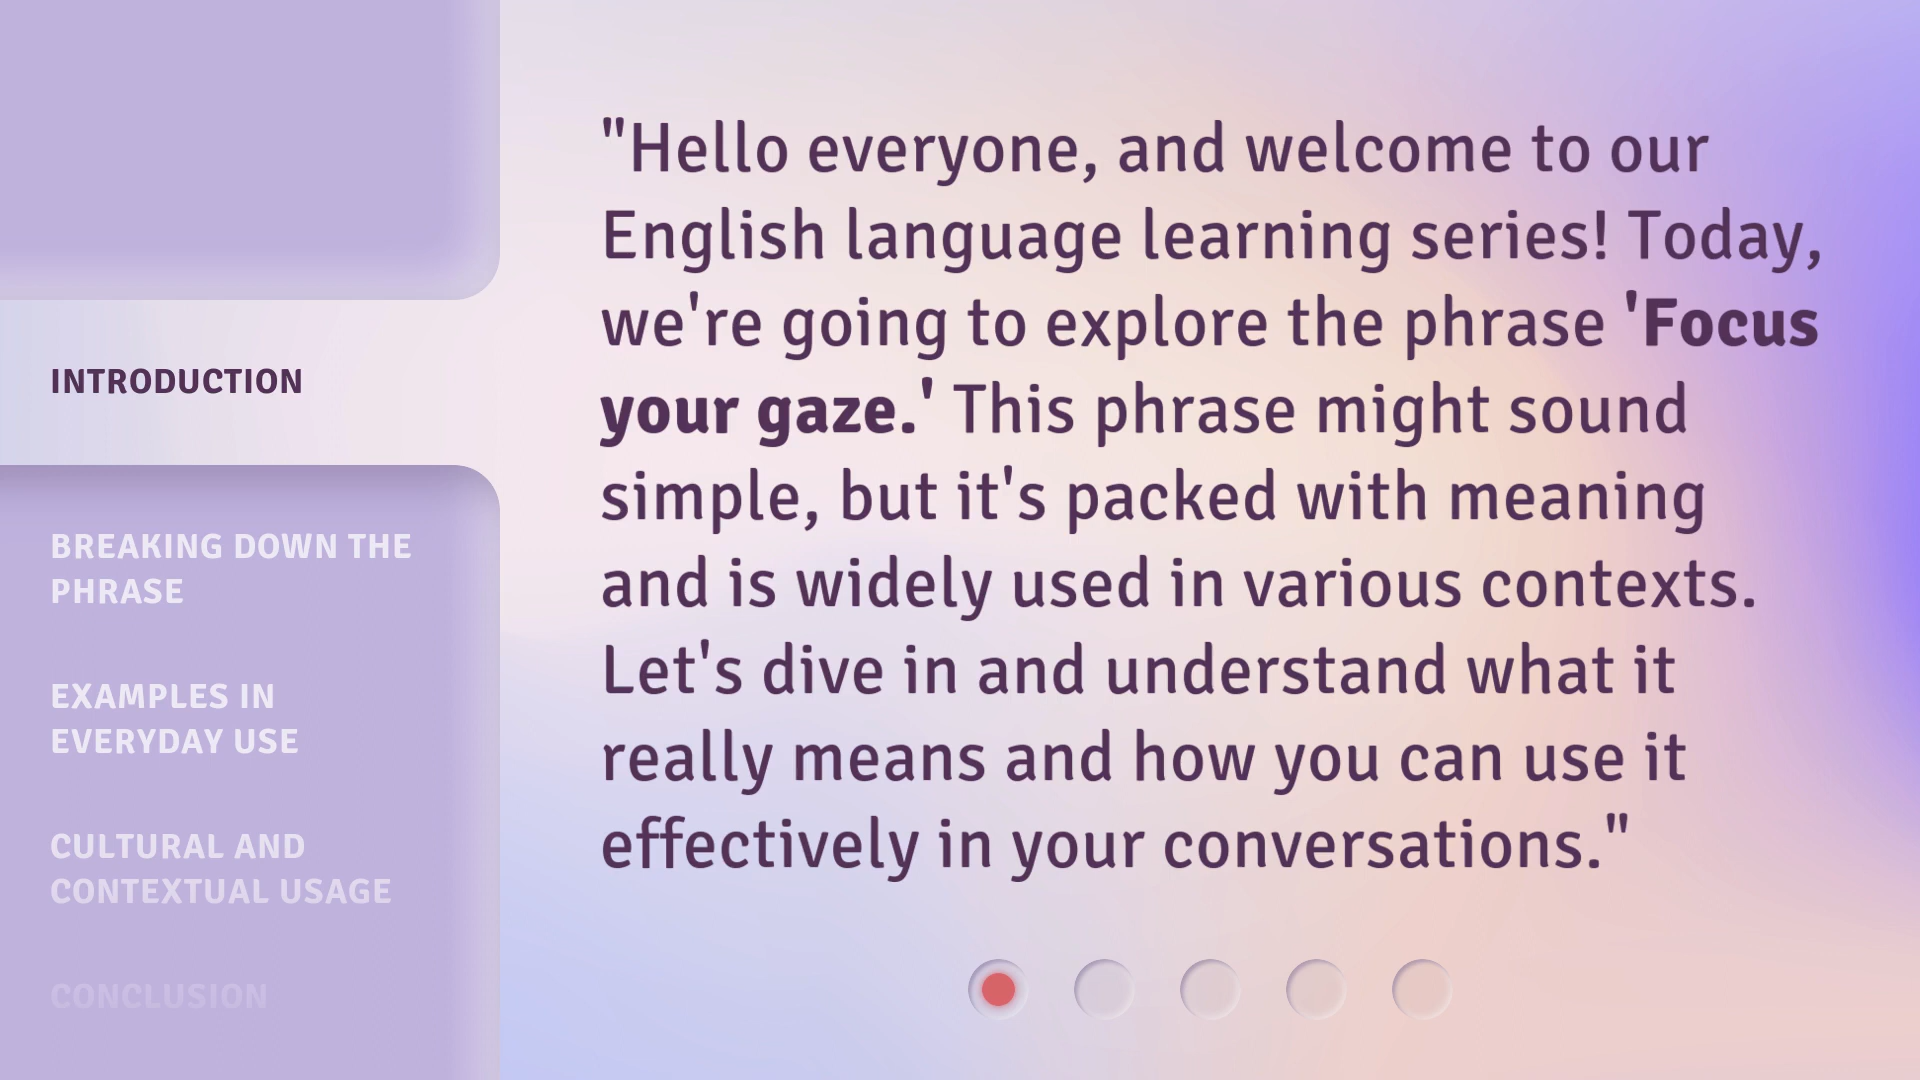 INTRODUCTION
BREAKING DOWN THE
PHRASE
EXAMPLES IN
EVERYDAY USE
CULTURAL AND
CONTEXTUAL USAGE
CONCLUSION
"Hello everyone, and welcome to our
English language learning series! Today,
we're going to explore the phrase 'Focus
your gaze.' This phrase might sound
simple, but it's packed with meaning
and is widely used in various contexts.
Let's dive in and understand what it
really means and how you can use it
effectively in your conversations."